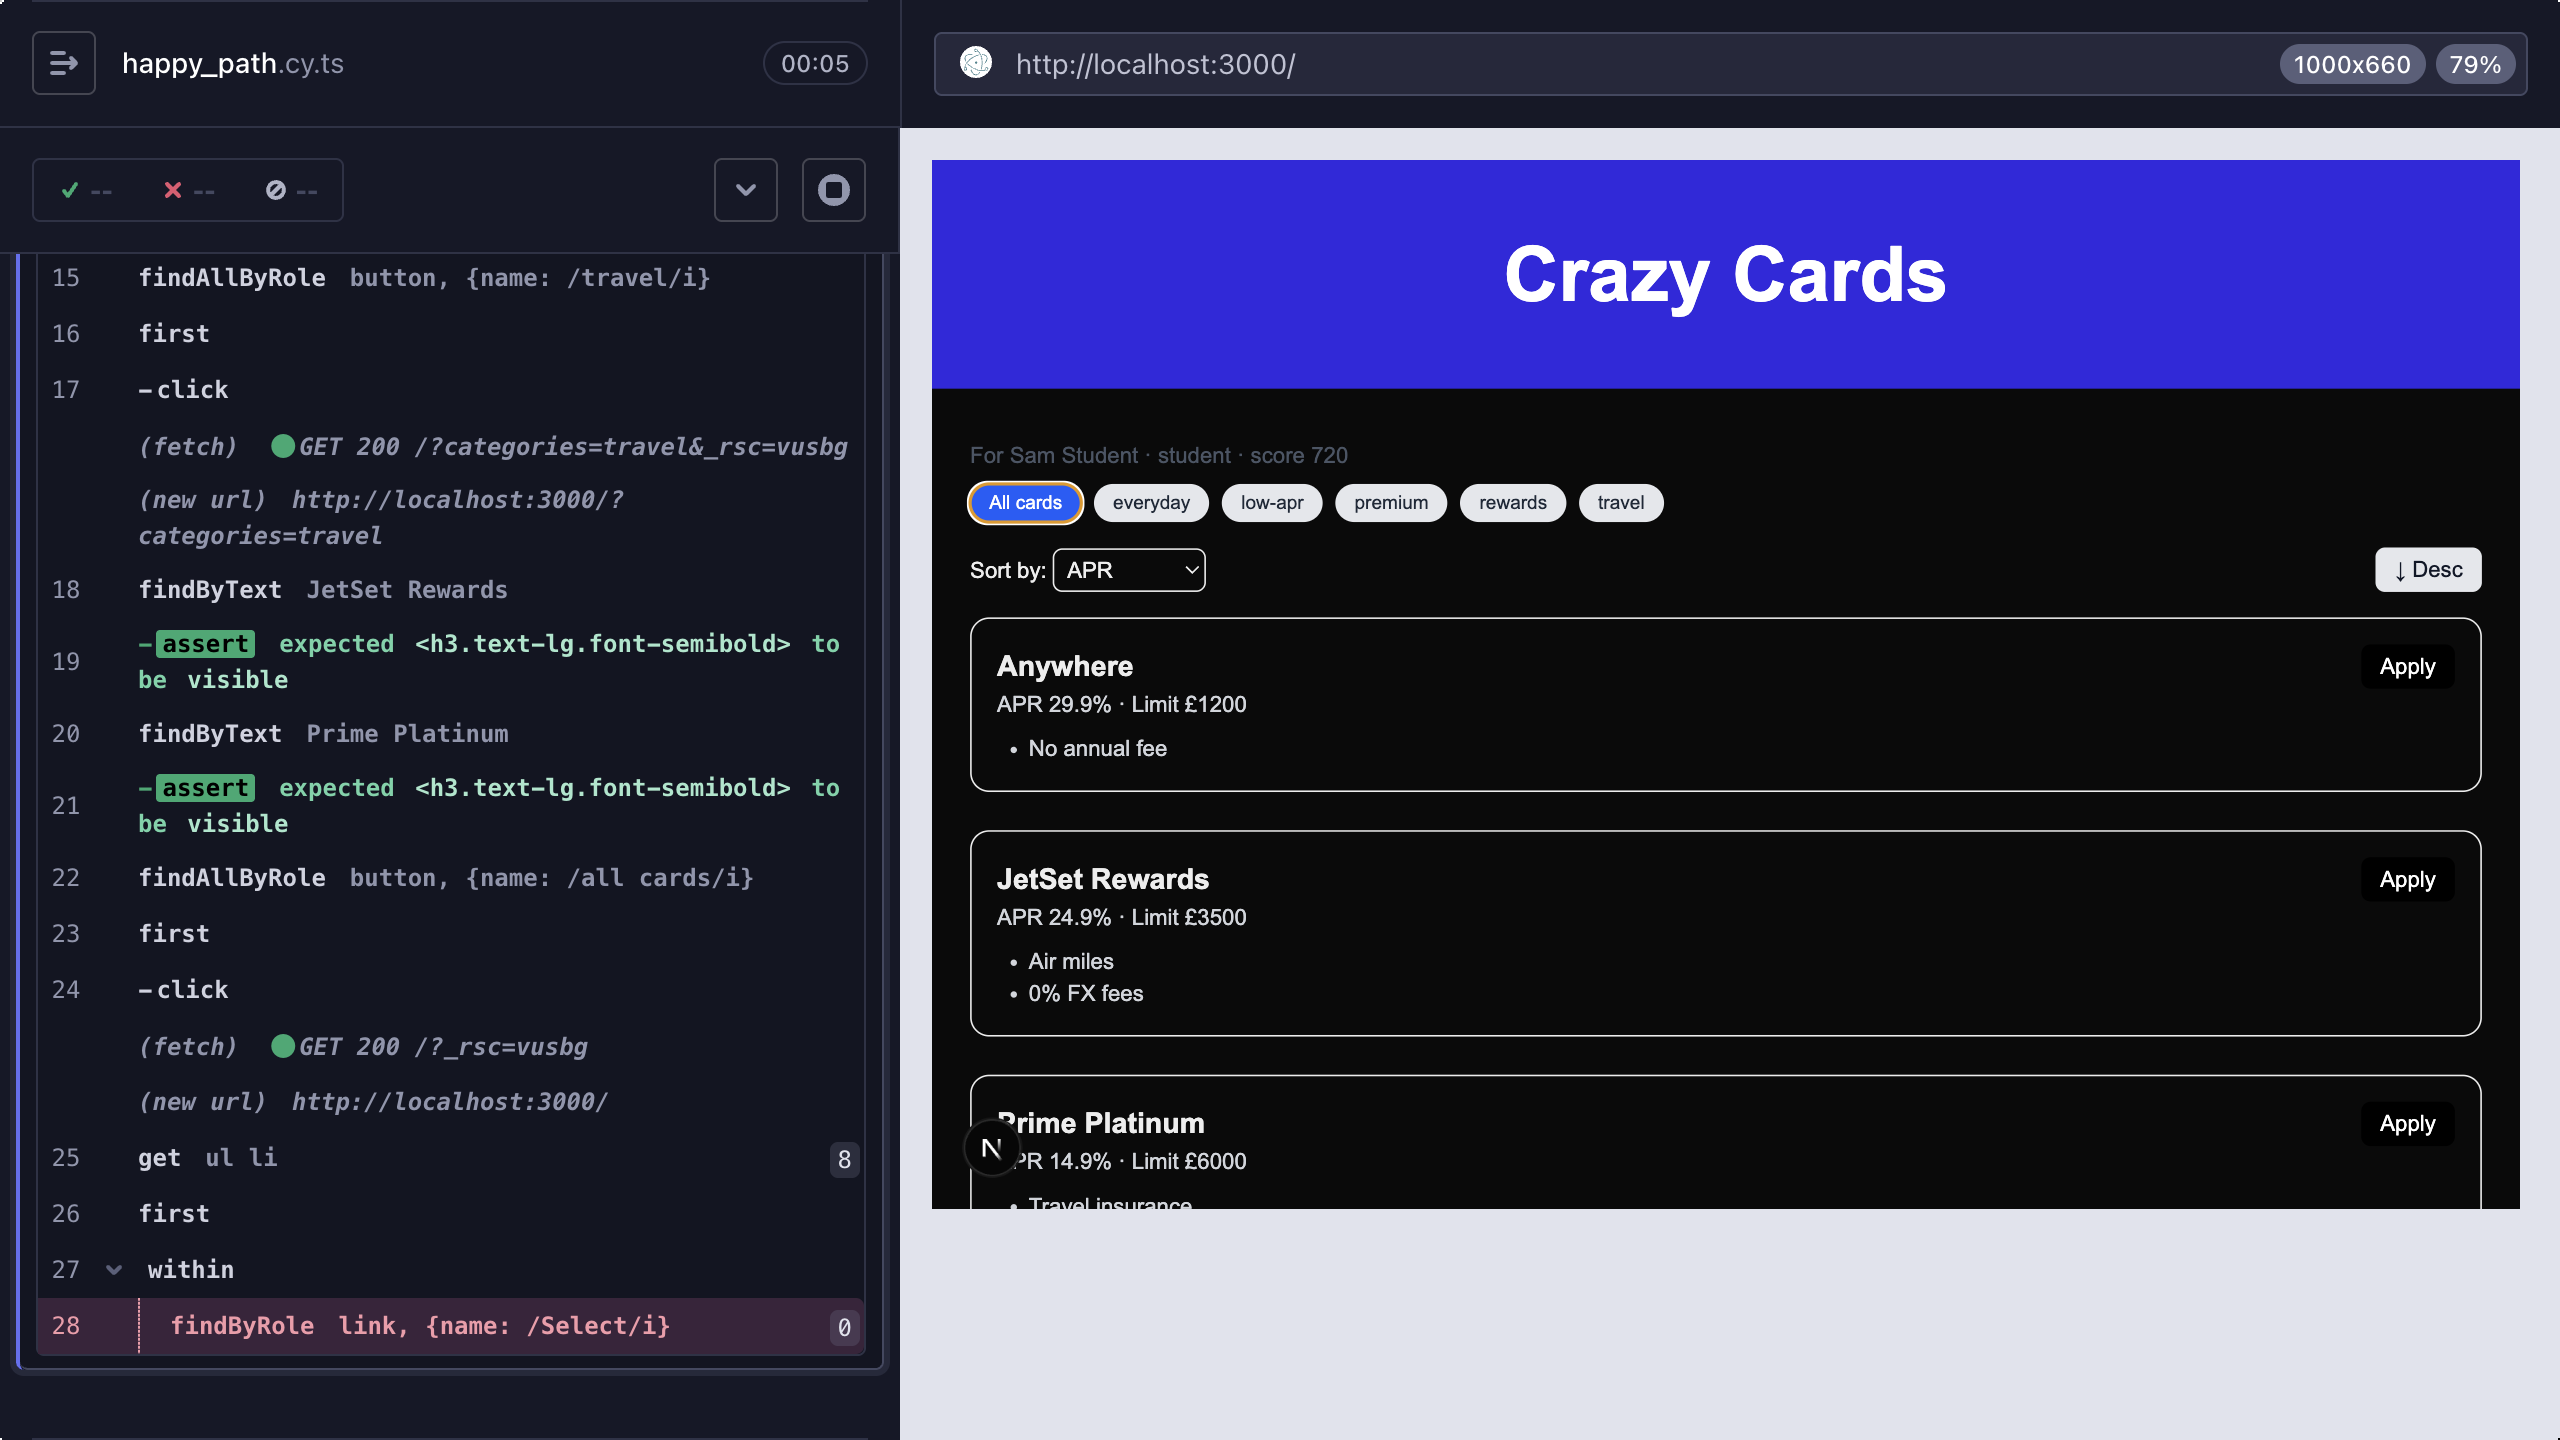 happy_path.cy.ts
00:05
--
--
--
15 findAllByRole button, {name: /travel/i}
16 first
17 -click
(fetch) GET 200 /?categories=travel&_rsc=vusbg
(new url) http://localhost:3000/?
categories=travel
18 findByText JetSet Rewards
19 -assert expected <h3.text-lg.font-semibold> to
be visible
20 findByText Prime Platinum
21 -assert expected <h3.text-lg.font-semibold> to
be visible
22 findAllByRole button, {name: /all cards/i}
23 first
24 -click
(fetch) GET 200 /?_rsc=vusbg
(new url) http://localhost:3000/
25 get ul li 8
26 first
27 within
28 findByRole link, {name: /Select/i} 0
http://localhost:3000/
1000x660
79%
Crazy Cards
For Sam Student · student · score 720
All cards
everyday
low-apr
premium
rewards
travel
Sort by: APR
↓ Desc
Anywhere
Apply
APR 29.9% · Limit £1200
• No annual fee
JetSet Rewards
Apply
APR 24.9% · Limit £3500
• Air miles
• 0% FX fees
Prime Platinum
Apply
N
PR 14.9% · Limit £6000
• Travel insurance